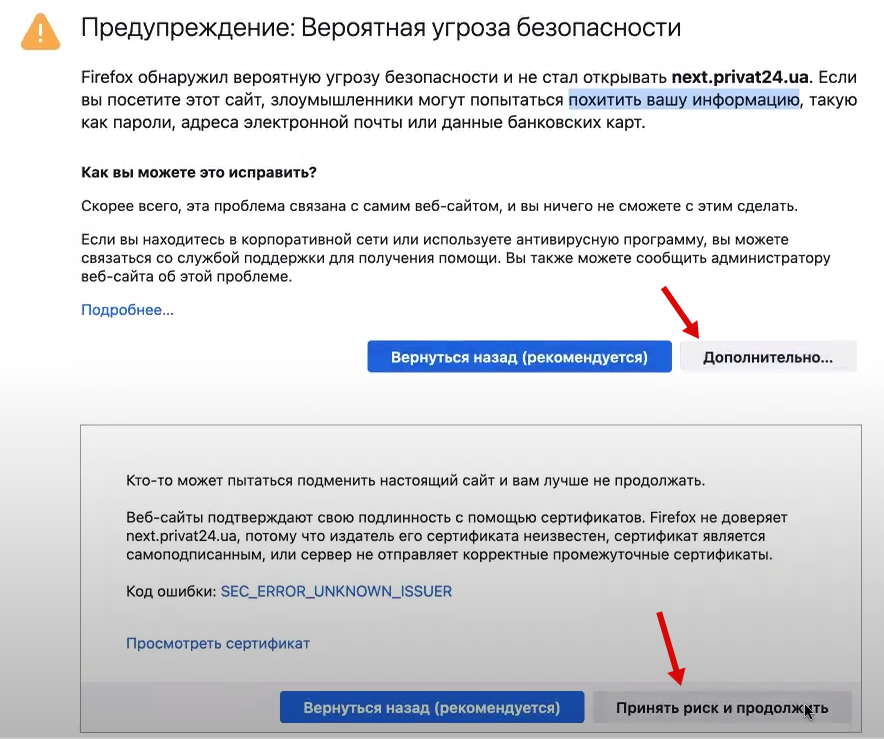 Предупреждение: Вероятная угроза безопасности
Firefox обнаружил вероятную угрозу безопасности и не стал открывать next.privat24.ua. Если
вы посетите этот сайт, злоумышленники могут попытаться похитить вашу информацию, такую
как пароли, адреса электронной почты или данные банковских карт.
Как вы можете это исправить?
Скорее всего, эта проблема связана с самим веб-сайтом, и вы ничего не сможете с этим сделать.
Если вы находитесь в корпоративной сети или используете антивирусную программу, вы можете
связаться со службой поддержки для получения помощи. Вы также можете сообщить администратору
веб-сайта об этой проблеме.
Подробнее...
Вернуться назад (рекомендуется) Дополнительно...
Кто-то может пытаться подменить настоящий сайт и вам лучше не продолжать.
Веб-сайты подтверждают свою подлинность с помощью сертификатов. Firefox не доверяет
next.privat24.ua, потому что издатель его сертификата неизвестен, сертификат является
самоподписанным, или сервер не отправляет корректные промежуточные сертификаты.
Код ошибки: SEC_ERROR_UNKNOWN_ISSUER
Просмотреть сертификат
Вернуться назад (рекомендуется) Принять риск и продолжить